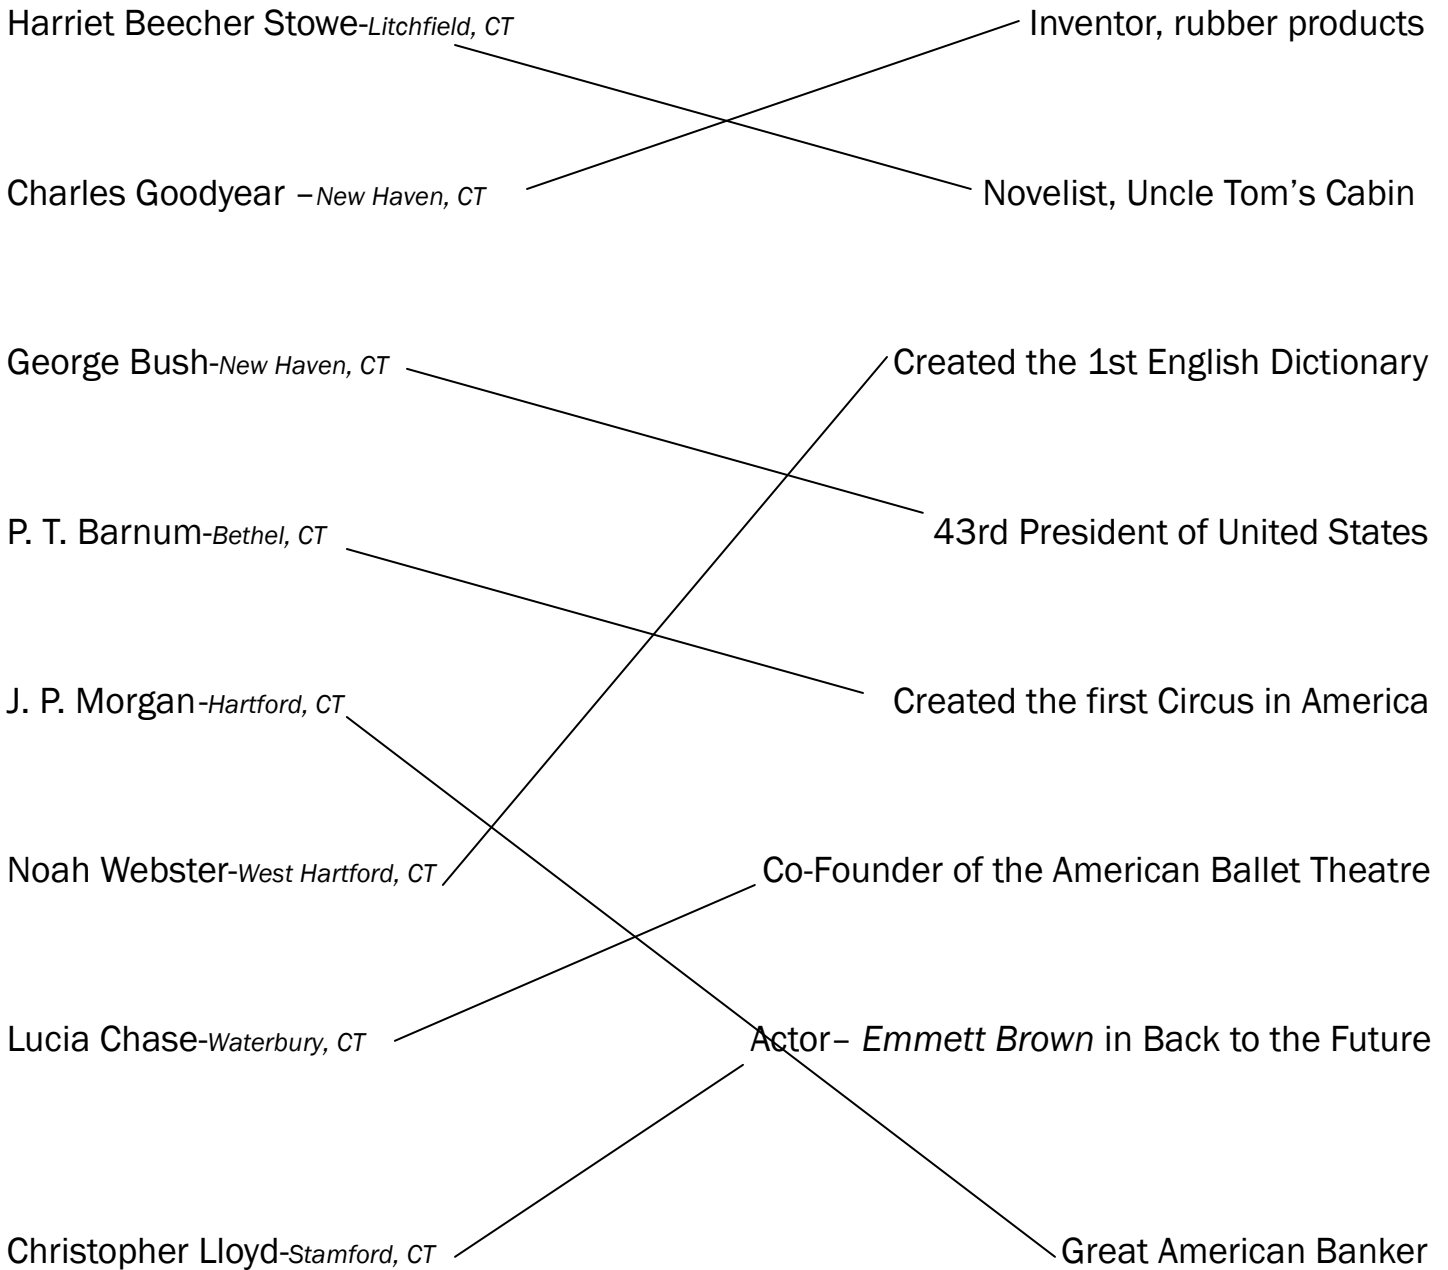 Harriet Beecher Stowe-Litchfield, CT
Inventor, rubber products
Charles Goodyear –New Haven, CT
Novelist, Uncle Tom’s Cabin
George Bush-New Haven, CT
Created the 1st English Dictionary
P. T. Barnum-Bethel, CT
43rd President of United States
J. P. Morgan-Hartford, CT
Created the first Circus in America
Noah Webster-West Hartford, CT
Co-Founder of the American Ballet Theatre
Lucia Chase-Waterbury, CT
Actor– Emmett Brown in Back to the Future
Christopher Lloyd-Stamford, CT
Great American Banker